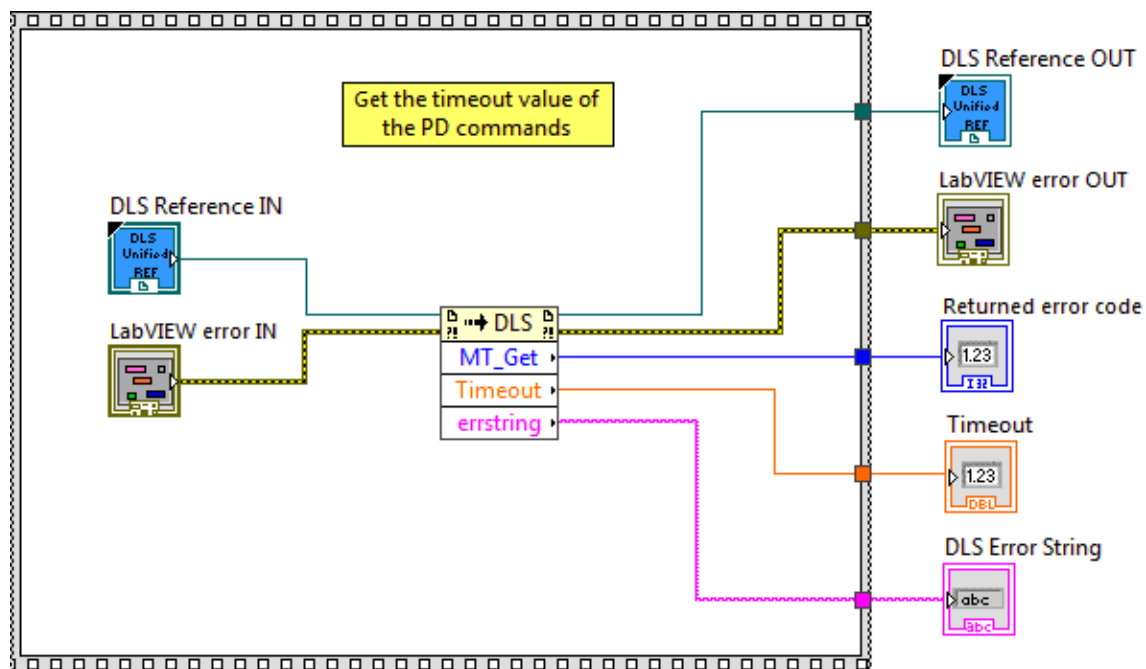 DLS Reference OUT
DLS
Unified
REF
Get the timeout value of
the PD commands
LabVIEW error OUT
DLS Reference IN
DLS
Unified
REF
LabVIEW error IN
DLS
MT_Get
Timeout
errstring
Returned error code
1.23
I32
Timeout
1.23
DBL
DLS Error String
abc
abc